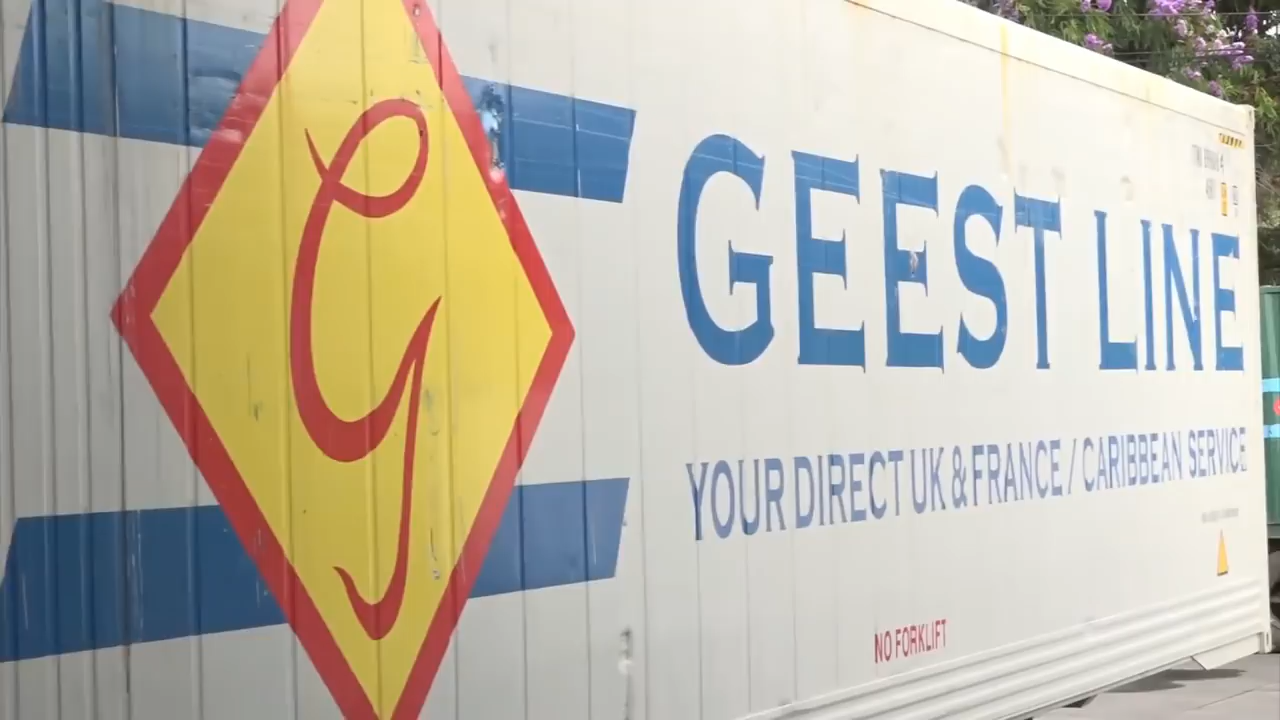 G
GEEST LINE
YOUR DIRECT UK & FRANCE / CARIBBEAN SERVICE
NO FORKLIFT